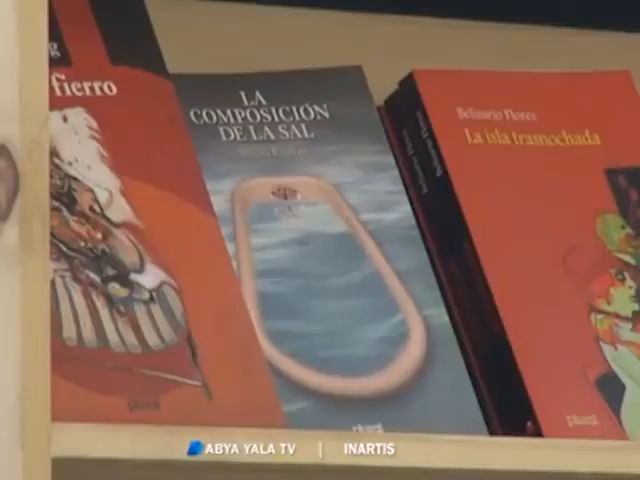 g
fierro
plural
LA
COMPOSICIÓN
DE LA SAL
plural
Belisario Flores
La isla trasnochada
plural
ABYA YALA TV | INARTIS